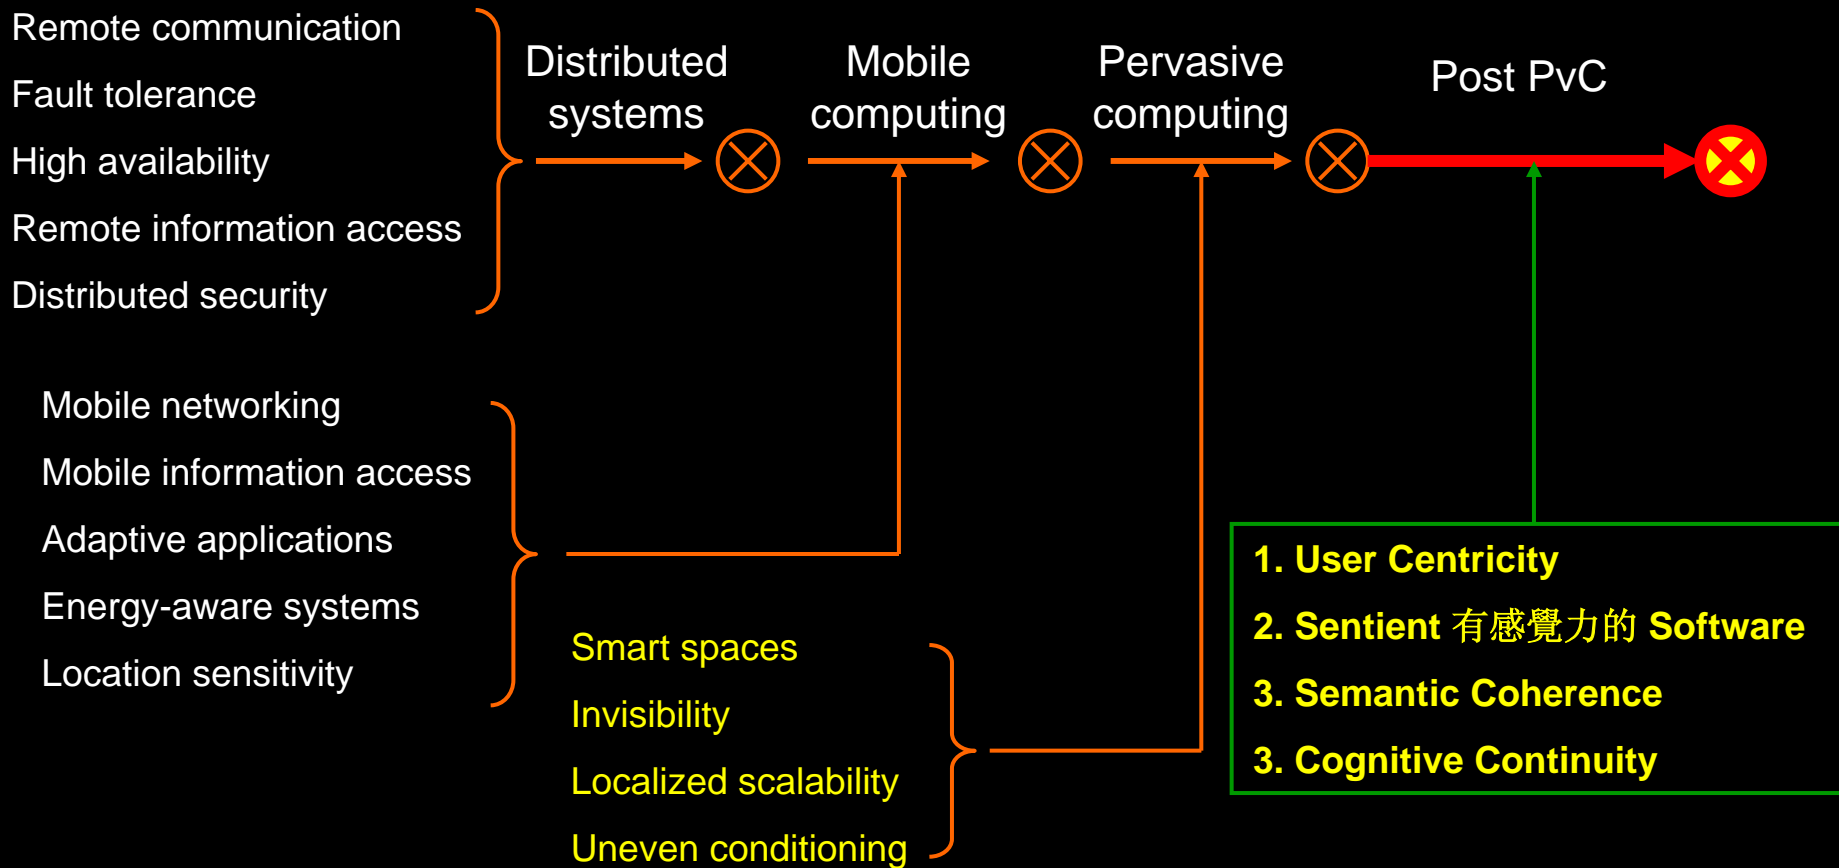 Remote communication
Fault tolerance
High availability
Remote information access
Distributed security
Distributed
systems
Mobile
computing
Pervasive
computing
Post PvC
Mobile networking
Mobile information access
Adaptive applications
Energy-aware systems
Location sensitivity
Smart spaces
Invisibility
Localized scalability
Uneven conditioning
1. User Centricity
2. Sentient 有感覺力的 Software
3. Semantic Coherence
3. Cognitive Continuity